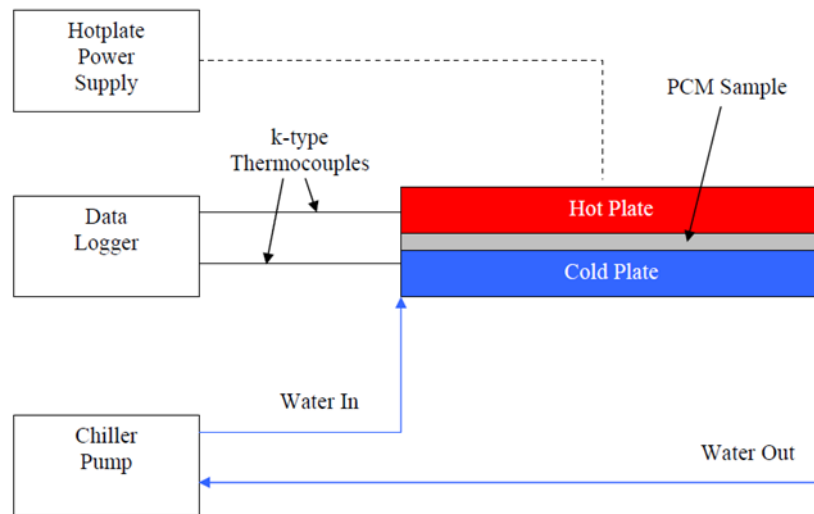 Hotplate
Power
Supply
PCM Sample
k-type
Thermocouples
Data
Logger
Hot Plate
Cold Plate
Water In
Chiller
Pump
Water Out